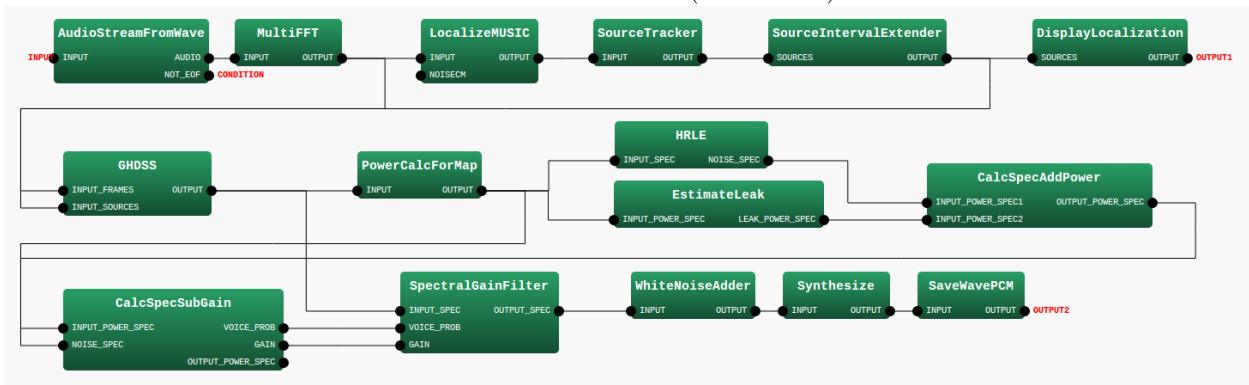 AudioStreamFromWave MultiFFT LocalizeMUSIC SourceTracker SourceIntervalExtender DisplayLocalization
INPUT INPUT AUDIO INPUT OUTPUT INPUT OUTPUT INPUT OUTPUT SOURCES OUTPUT SOURCES OUTPUT OUTPUT1
NOT_EOF CONDITION NOISECM
HRLE
GHDSS PowerCalcForMap INPUT_SPEC NOISE_SPEC CalcSpecAddPower
INPUT_FRAMES OUTPUT INPUT OUTPUT EstimateLeak INPUT_POWER_SPEC1 OUTPUT_POWER_SPEC
INPUT_SOURCES INPUT_POWER_SPEC LEAK_POWER_SPEC INPUT_POWER_SPEC2
SpectralGainFilter WhiteNoiseAdder Synthesize SaveWavePCM
CalcSpecSubGain INPUT_SPEC OUTPUT_SPEC INPUT OUTPUT INPUT OUTPUT INPUT OUTPUT OUTPUT2
INPUT_POWER_SPEC VOICE_PROB VOICE_PROB
NOISE_SPEC GAIN GAIN
OUTPUT_POWER_SPEC